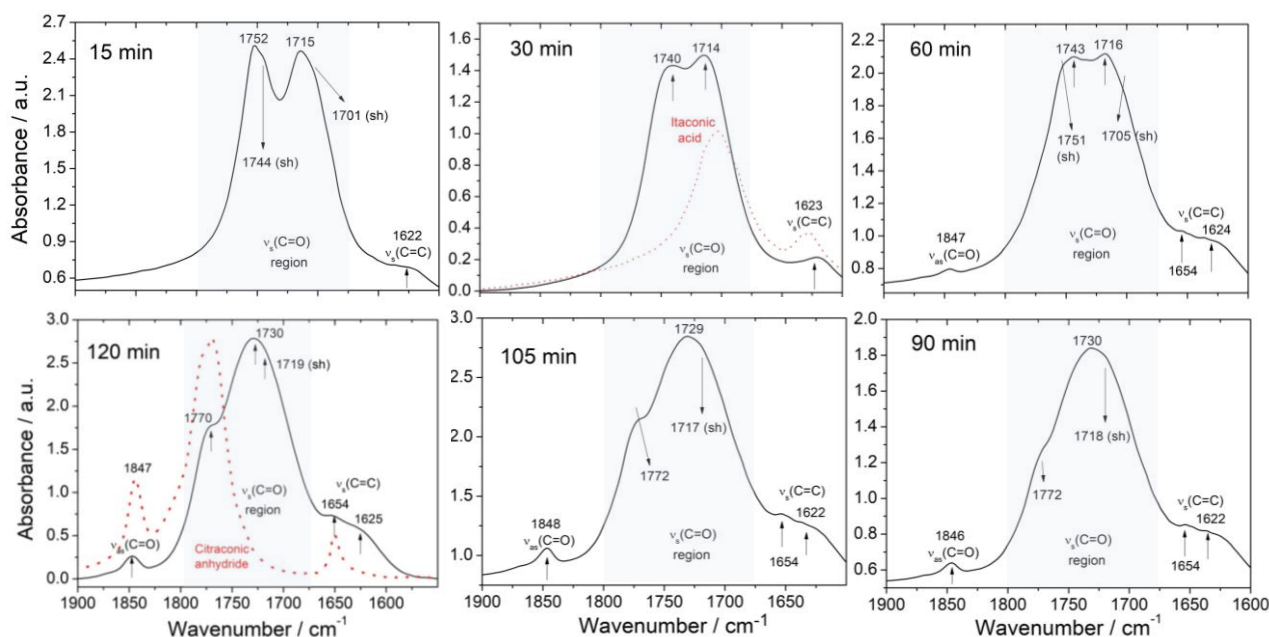 Absorbance / a.u.
15 min
2.4
2.1
1.8
1.5
1.2
0.9
0.6
1752
1715
1744 (sh)
1701 (sh)
νs(C=O)
region
1622
νs(C=C)
30 min
1.6
1.4
1.2
1.0
0.8
0.6
0.4
0.2
0.0
1740
1714
Itaconic
acid
1623
νs(C=C)
νs(C=O)
region
60 min
2.2
2.0
1.8
1.6
1.4
1.2
1.0
0.8
1743
1716
1751
(sh)
1705 (sh)
νs(C=C)
1847
νas(C=O)
νs(C=O)
region
1654
1624
Absorbance / a.u.
120 min
3.0
2.5
2.0
1.5
1.0
0.5
0.0
1730
1719 (sh)
1770
1847
νas(C=O)
νs(C=O)
region
νs(C=C)
1654
1625
Citraconic
anhydride
1900 1850 1800 1750 1700 1650 1600
Wavenumber / cm-1
105 min
3.0
2.5
2.0
1.5
1.0
1729
1717 (sh)
1772
νs(C=C)
1848
νas(C=O)
νs(C=O)
region
1622
1654
1900 1850 1800 1750 1700 1650
Wavenumber / cm-1
90 min
2.0
1.8
1.6
1.4
1.2
1.0
0.8
0.6
1730
1718 (sh)
1772
νs(C=C)
1846
νas(C=O)
νs(C=O)
region
1622
1654
1900 1850 1800 1750 1700 1650 1600
Wavenumber / cm-1